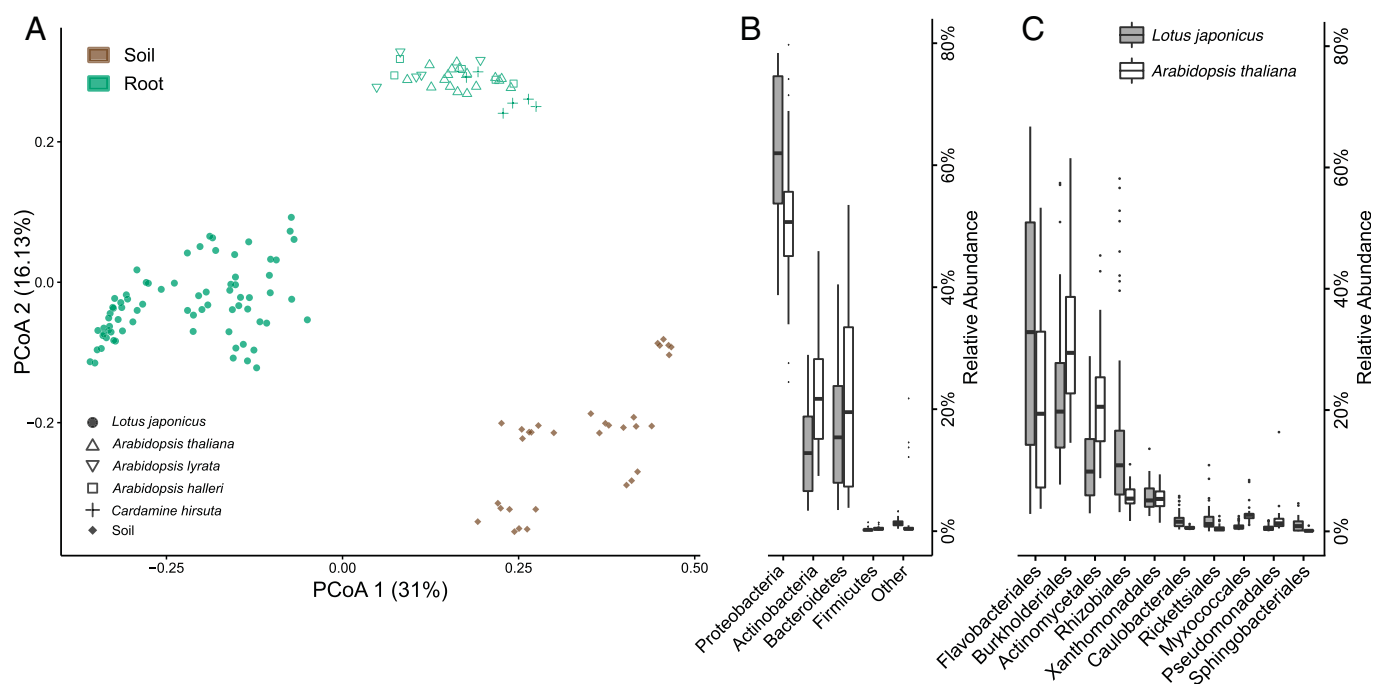 A
Soil
Root
PCoA 2 (16.13%)
0.2
0.0
−0.2
Lotus japonicus
Arabidopsis thaliana
Arabidopsis lyrata
Arabidopsis halleri
Cardamine hirsuta
Soil
−0.25
0.00
0.25
0.50
PCoA 1 (31%)
B
80%
60%
40%
20%
0%
Relative Abundance
Proteobacteria
Actinobacteria
Bacteroidetes
Firmicutes
Other
C
Lotus japonicus
Arabidopsis thaliana
80%
60%
40%
20%
0%
Relative Abundance
Flavobacteriales
Burkholderiales
Actinomycetales
Rhizobiales
Xanthomonadales
Caulobacterales
Rickettsiales
Myxococcales
Pseudomonadales
Sphingobacteriales